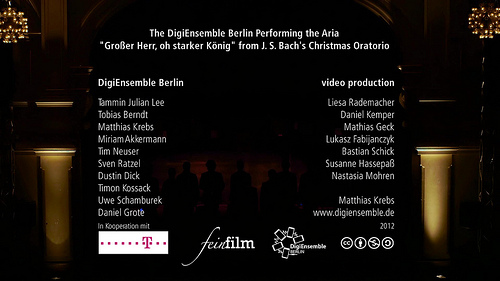 The DigiEnsemble Berlin Performing the Aria
"Großer Herr, oh starker König" from J. S. Bach's Christmas Oratorio
DigiEnsemble Berlin
Tammin Julian Lee
Tobias Berndt
Matthias Krebs
Miriam Akkermann
Tim Neuser
Sven Ratzel
Dustin Dick
Timon Kossack
Uwe Schamburek
Daniel Grote
video production
Liesa Rademacher
Daniel Kemper
Mathias Geck
Lukasz Fabijanczyk
Bastian Schick
Susanne Hassepaß
Nastasia Mohren
Matthias Krebs
www.digiensemble.de
2012
In Kooperation mit
T
feinfilm
DigiEnsemble
BERLIN
cc